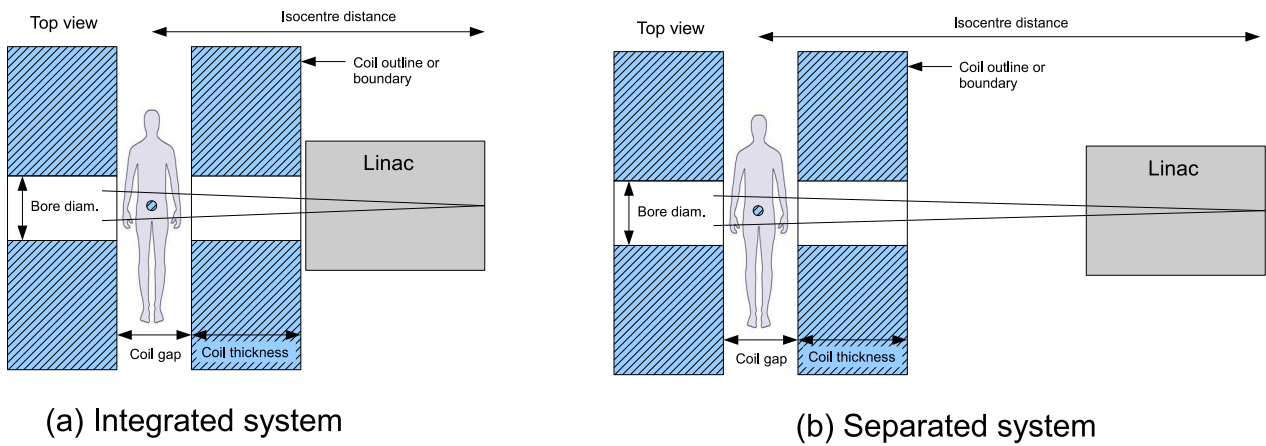 Top view
Isocentre distance
Coil outline or
boundary
Linac
Bore diam.
Coil gap
Coil thickness
(a) Integrated system
Top view
Isocentre distance
Coil outline or
boundary
Linac
Bore diam.
Coil gap
Coil thickness
(b) Separated system